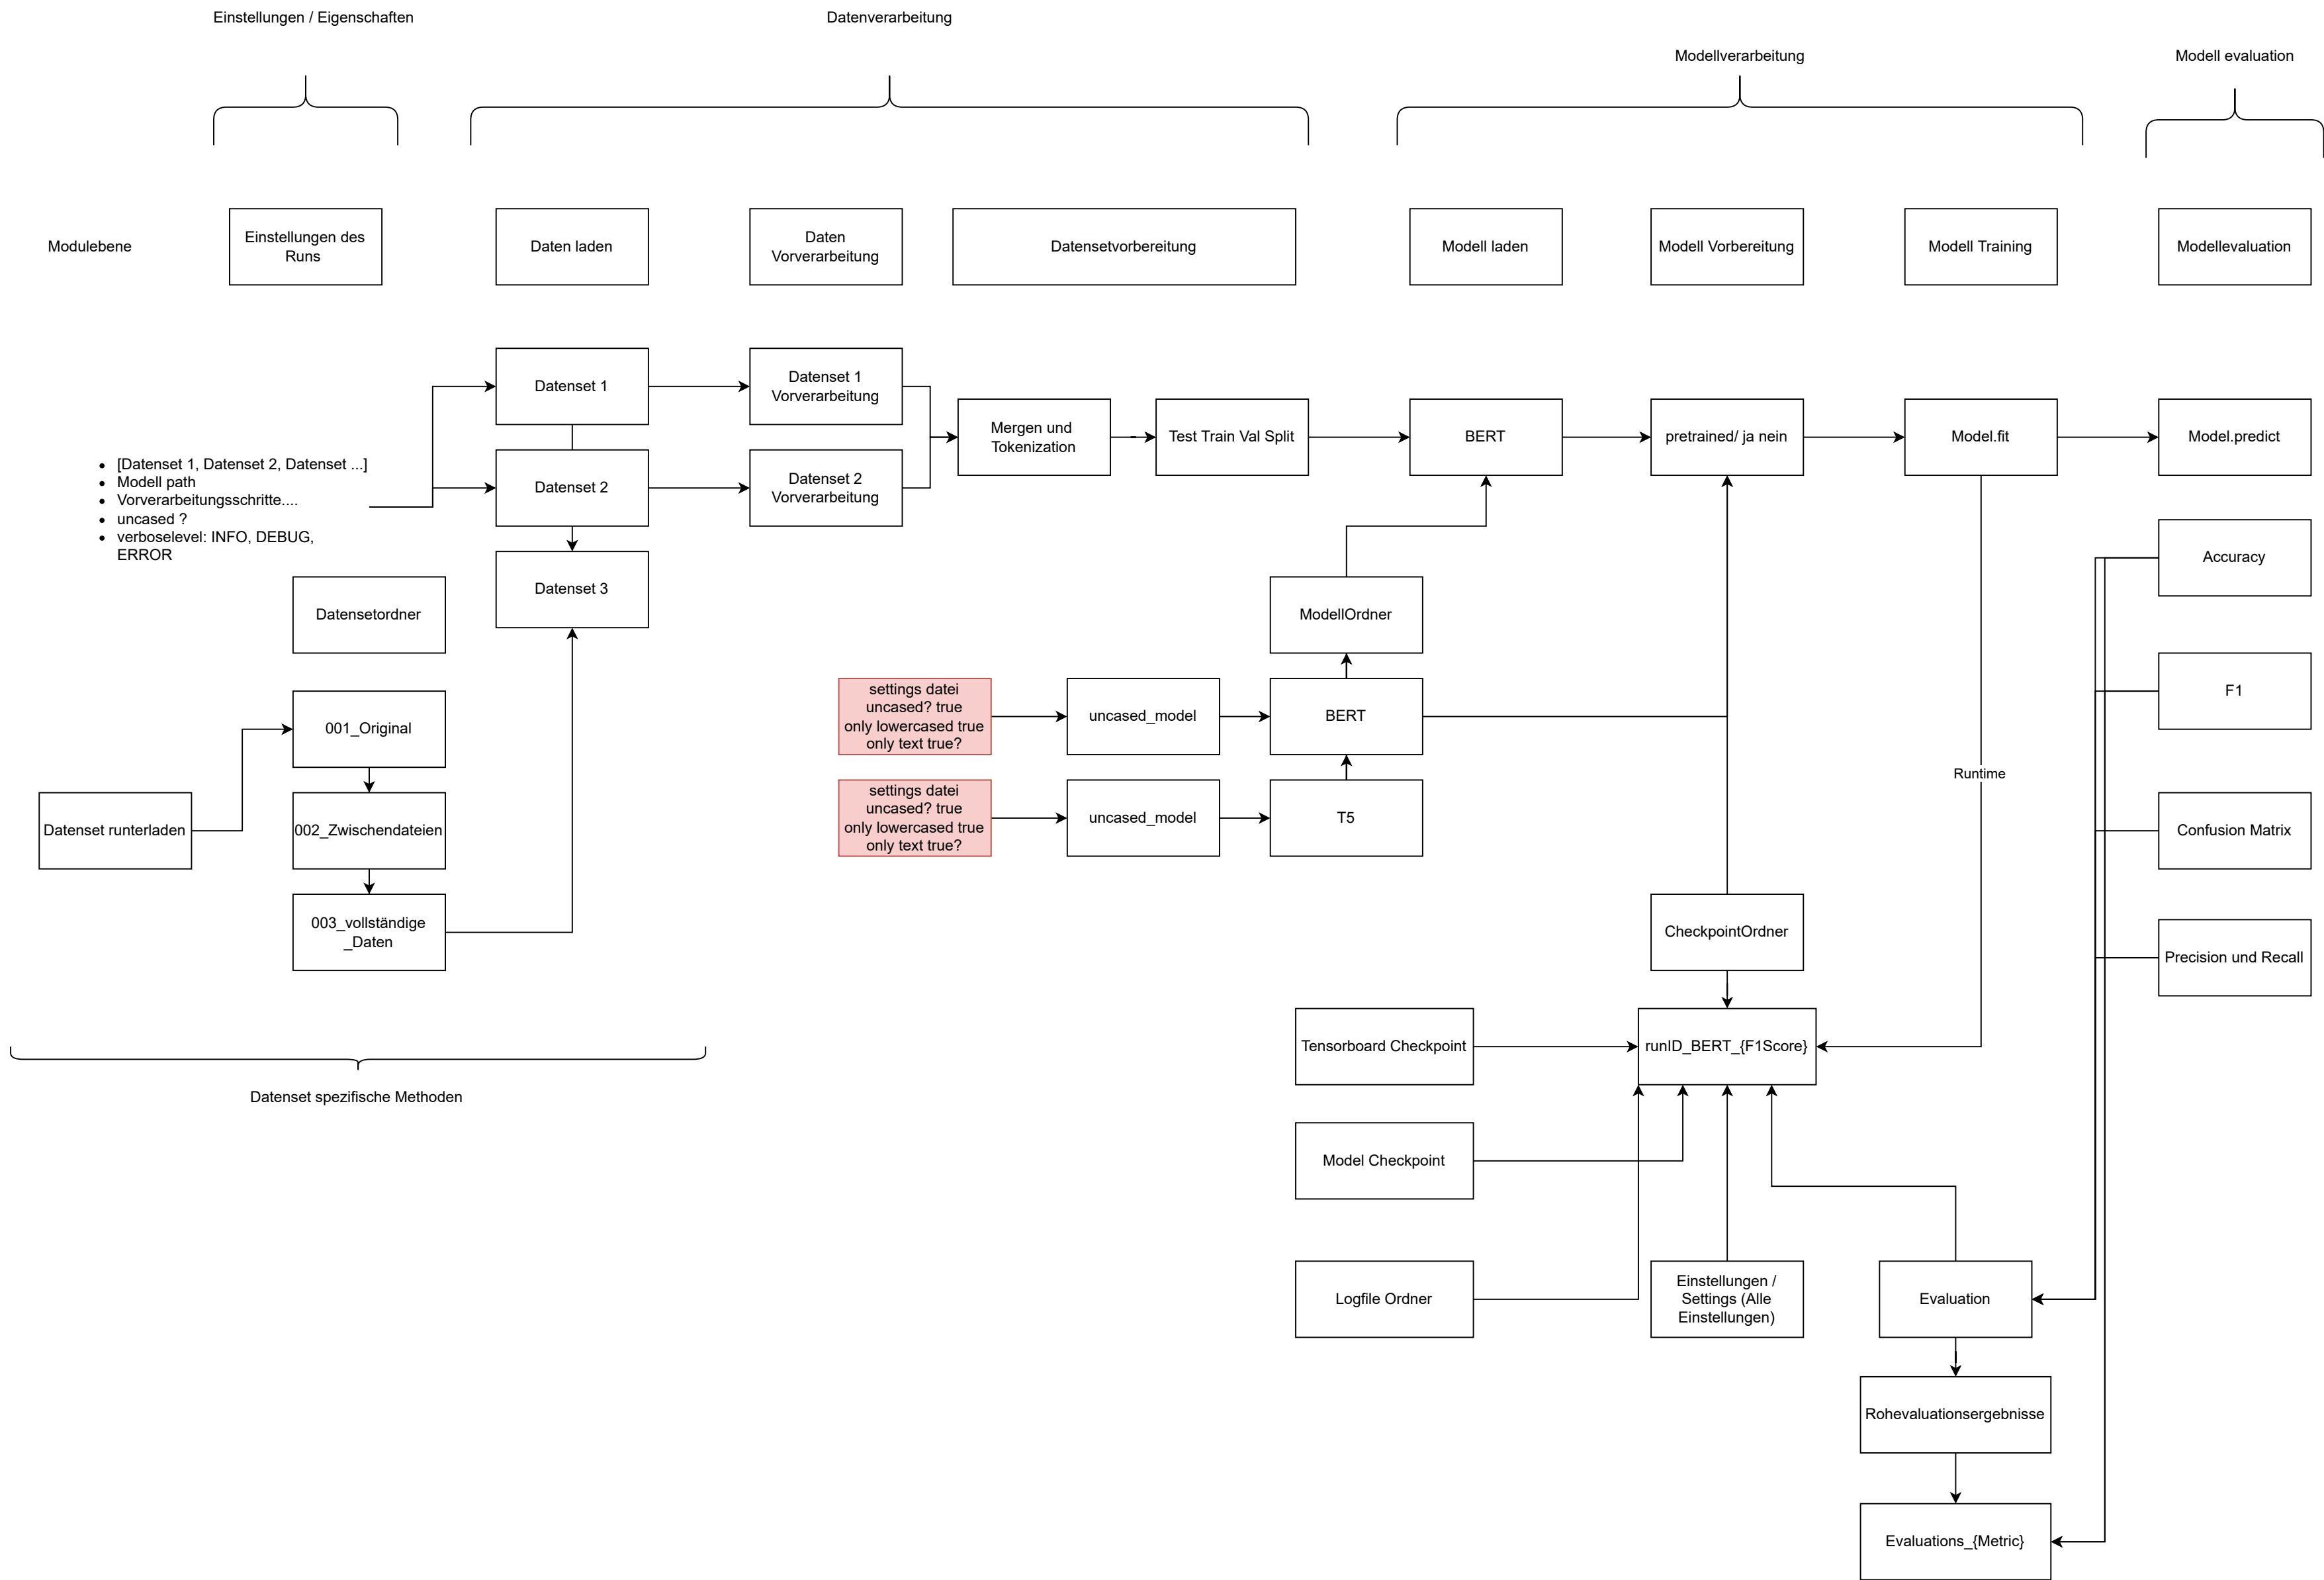 Einstellungen / Eigenschaften
Datenverarbeitung
Modellverarbeitung
Modell evaluation
Modulebene
Einstellungen des
Runs
Daten laden
Daten
Vorverarbeitung
Datensetvorbereitung
Modell laden
Modell Vorbereitung
Modell Training
Modellevaluation
Datenset 1
Datenset 1
Vorverarbeitung
Mergen und
Tokenization
Test Train Val Split
BERT
pretrained/ ja nein
Model.fit
Model.predict
[Datenset 1, Datenset 2, Datenset ...]
Modell path
Vorverarbeitungsschritte....
uncased ?
verboselevel: INFO, DEBUG,
ERROR
Datenset 2
Datenset 2
Vorverarbeitung
Accuracy
Datensetordner
Datenset 3
ModellOrdner
F1
settings datei
uncased? true
only lowercased true
only text true?
uncased_model
BERT
001_Original
Runtime
settings datei
uncased? true
only lowercased true
only text true?
uncased_model
T5
Datenset runterladen
002_Zwischendateien
Confusion Matrix
003_vollständige
_Daten
CheckpointOrdner
Precision und Recall
Tensorboard Checkpoint
runID_BERT_{F1Score}
Datenset spezifische Methoden
Model Checkpoint
Logfile Ordner
Einstellungen /
Settings (Alle
Einstellungen)
Evaluation
Rohevaluationsergebnisse
Evaluations_{Metric}